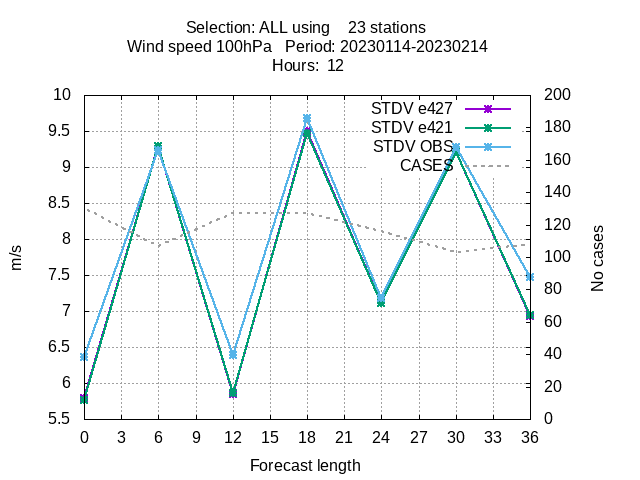 Selection: ALL using 23 stations
Wind speed 100hPa Period: 20230114-20230214
Hours: 12
10
9.5
9
8.5
8
7.5
7
6.5
6
5.5
m/s
STDV e427
STDV e421
STDV OBS
CASES
200
180
160
140
120
100
80
60
40
20
0
No cases
0 3 6 9 12 15 18 21 24 27 30 33 36
Forecast length